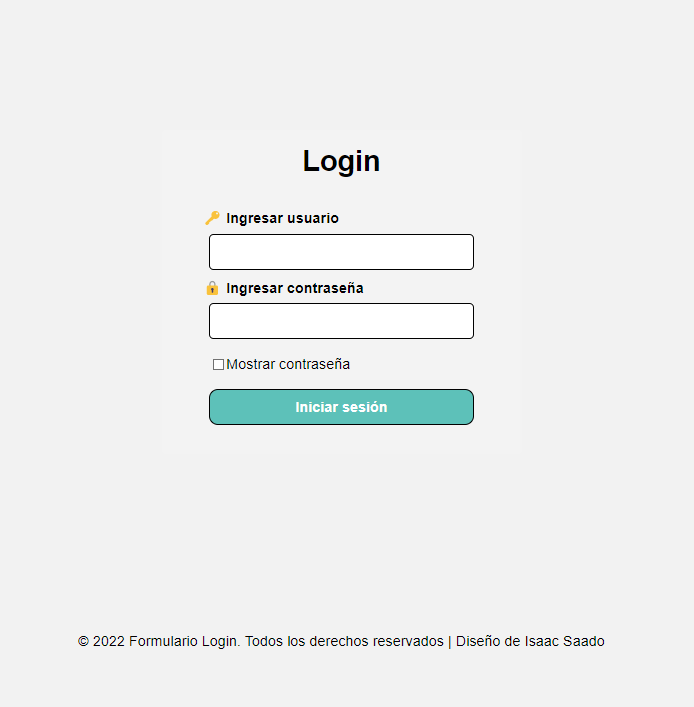 Login
Ingresar usuario
Ingresar contraseña
Mostrar contraseña
Iniciar sesión
© 2022 Formulario Login. Todos los derechos reservados | Diseño de Isaac Saado